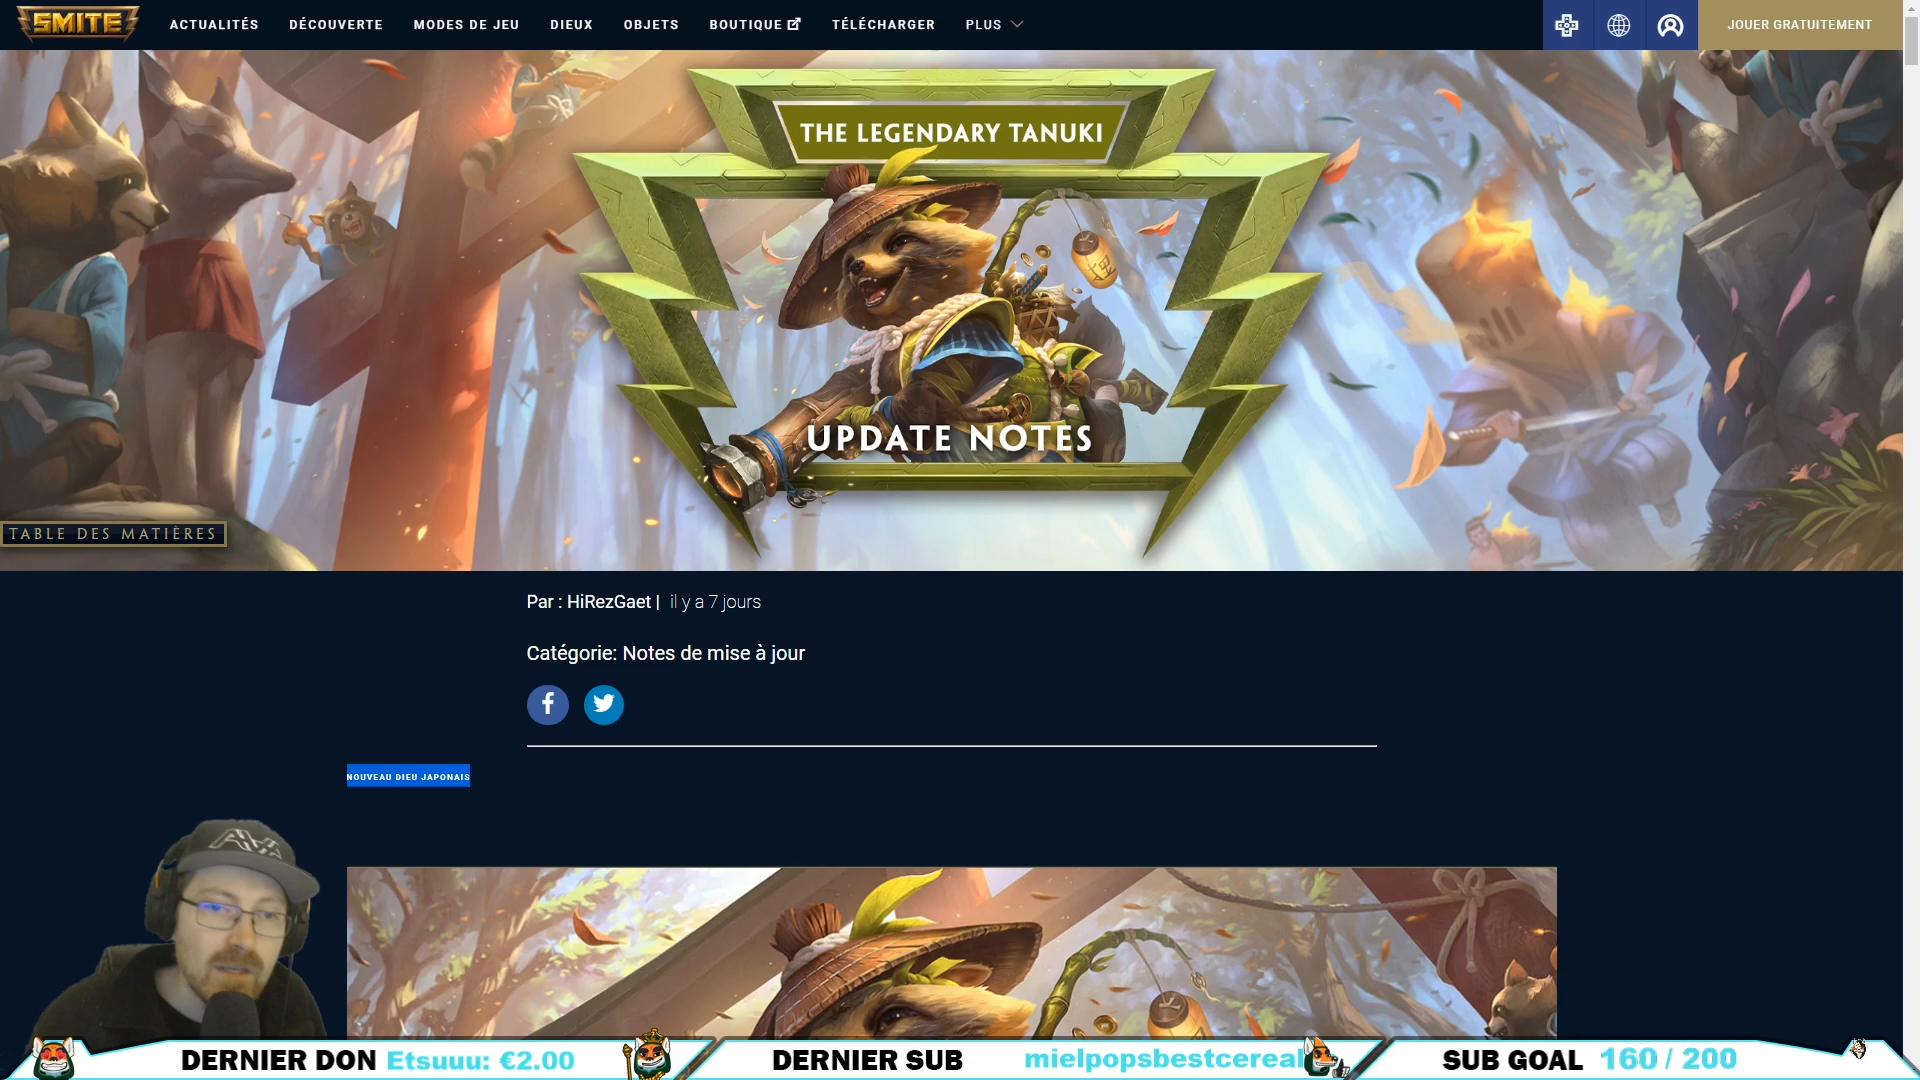 SMITE
ACTUALITÉS
DÉCOUVERTE
MODES DE JEU
DIEUX
OBJETS
BOUTIQUE
TÉLÉCHARGER
PLUS
JOUER GRATUITEMENT
THE LEGENDARY TANUKI
UPDATE NOTES
TABLE DES MATIÈRES
Par : HiRezGaet | il y a 7 jours
Catégorie: Notes de mise à jour
NOUVEAU DIEU JAPONAIS
DERNIER DON Etsuuu: €2.00
DERNIER SUB mielpopsbestcereal
SUB GOAL 160 / 200